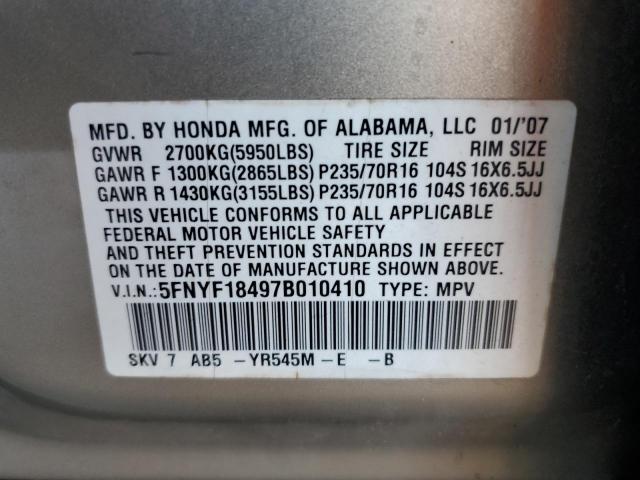 MFD. BY HONDA MFG. OF ALABAMA, LLC 01/'07
GVWR 2700KG(5950LBS) TIRE SIZE RIM SIZE
GAWR F 1300KG(2865LBS) P235/70R16 104S 16X6.5JJ
GAWR R 1430KG(3155LBS) P235/70R16 104S 16X6.5JJ
THIS VEHICLE CONFORMS TO ALL APPLICABLE
FEDERAL MOTOR VEHICLE SAFETY
AND THEFT PREVENTION STANDARDS IN EFFECT
ON THE DATE OF MANUFACTURE SHOWN ABOVE.
V.I.N.:5FNYF18497B010410 TYPE: MPV
SKV 7 AB5 -YR545M-E -B